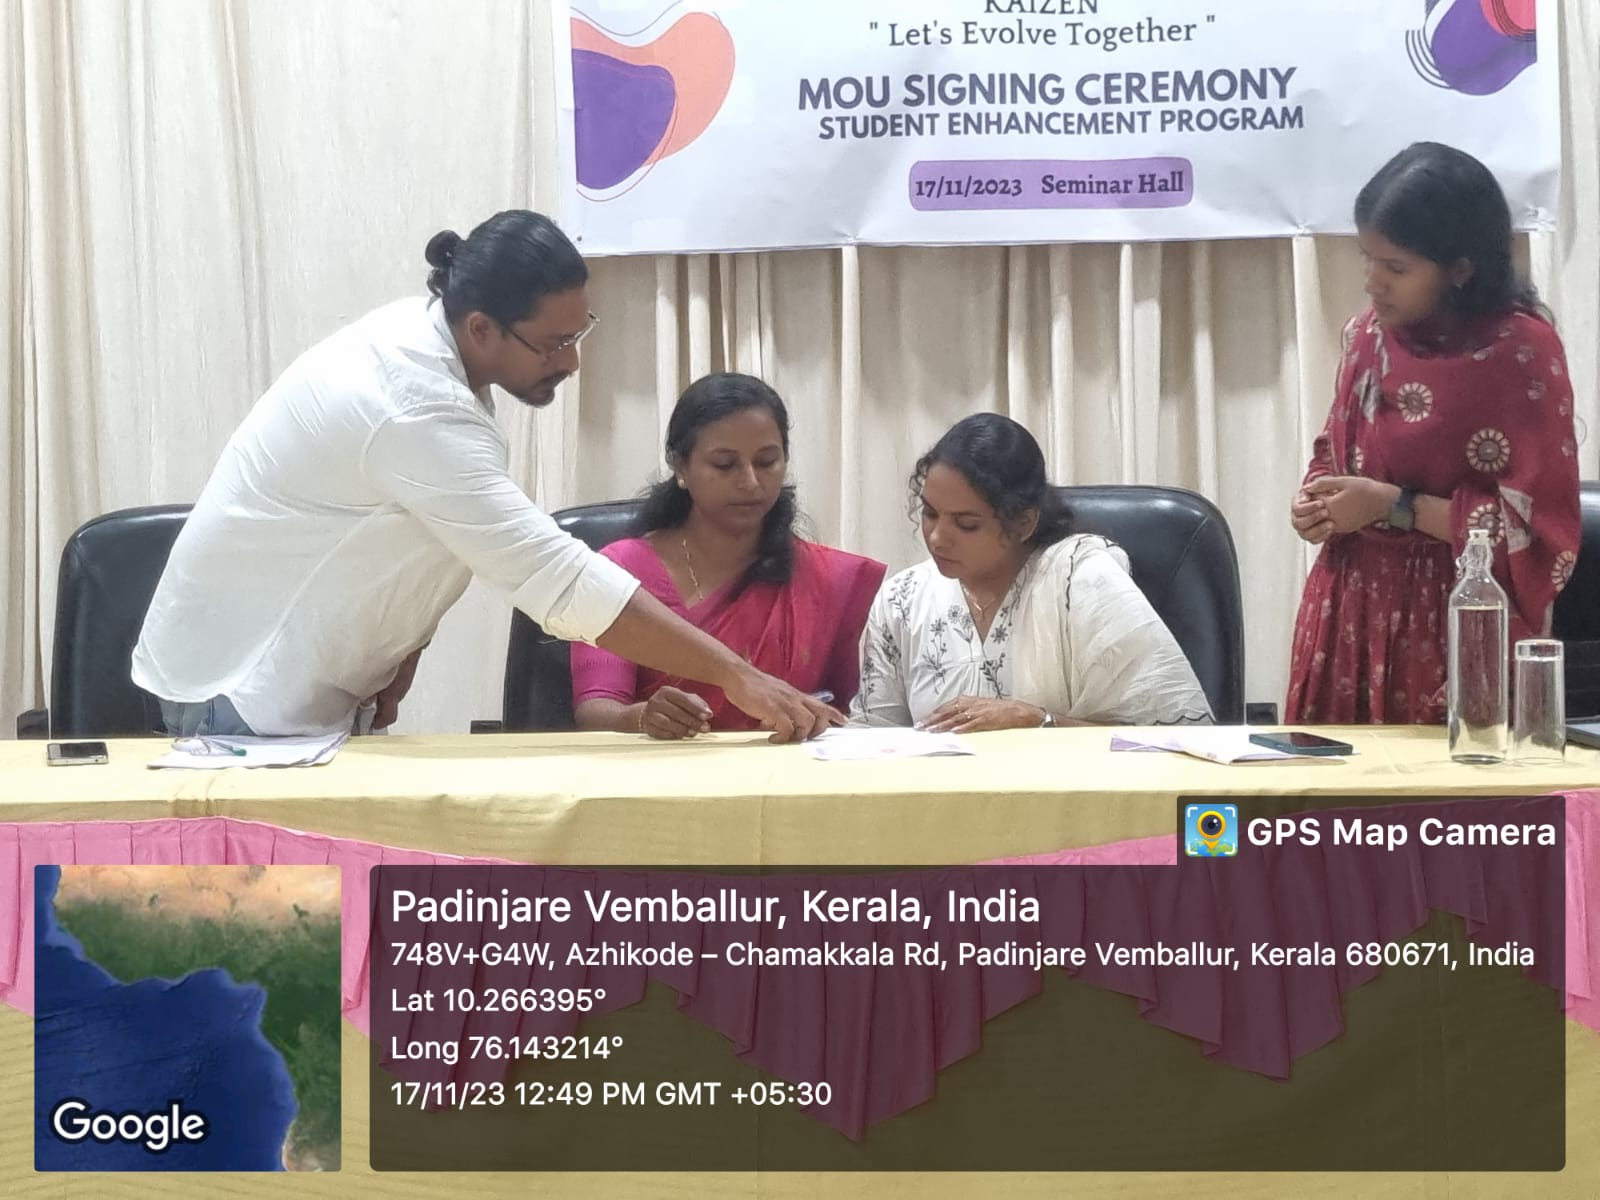 KAIZEN
" Let's Evolve Together "
MOU SIGNING CEREMONY
STUDENT ENHANCEMENT PROGRAM
17/11/2023 Seminar Hall
GPS Map Camera
Padinjare Vemballur, Kerala, India
748V+G4W, Azhikode – Chamakkala Rd, Padinjare Vemballur, Kerala 680671, India
Lat 10.266395°
Long 76.143214°
17/11/23 12:49 PM GMT +05:30
Google